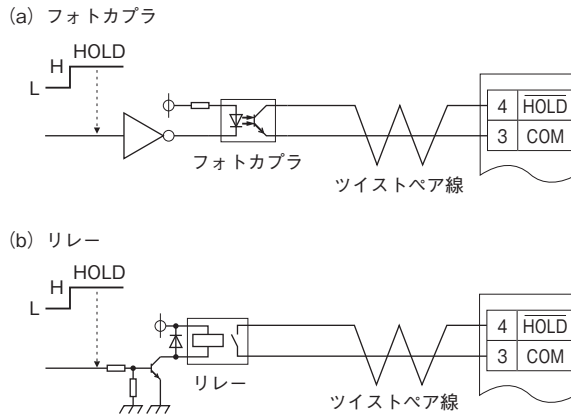 (a) フォトカプラ
HOLD
H
L
4 H̅O̅L̅D̅
3 COM
フォトカプラ
ツイストペア線
(b) リレー
HOLD
H
L
4 H̅O̅L̅D̅
3 COM
リレー
ツイストペア線